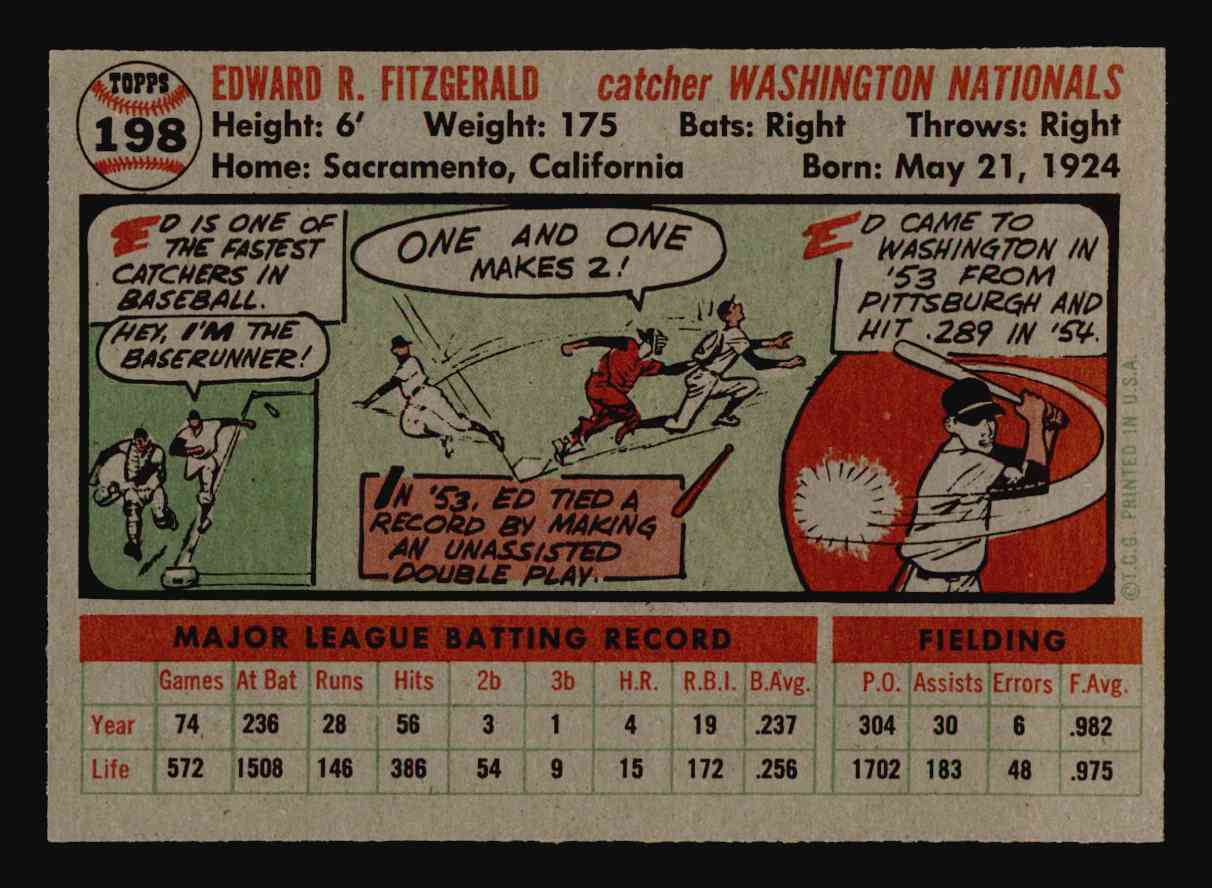 TOPPS
198
EDWARD R. FITZGERALD catcher WASHINGTON NATIONALS
Height: 6' Weight: 175 Bats: Right Throws: Right
Home: Sacramento, California Born: May 21, 1924
ED IS ONE OF
THE FASTEST
CATCHERS IN
BASEBALL.
HEY, I'M THE
BASERUNNER!
ONE AND ONE
MAKES 2!
IN '53, ED TIED A
RECORD BY MAKING
AN UNASSISTED
DOUBLE PLAY.
ED CAME TO
WASHINGTON IN
'53 FROM
PITTSBURGH AND
HIT .289 IN '54.
©T.C.G. PRINTED IN U.S.A.
MAJOR LEAGUE BATTING RECORD FIELDING
Games At Bat Runs Hits 2b 3b H.R. R.B.I. B.Avg. P.O. Assists Errors F.Avg.
Year 74 236 28 56 3 1 4 19 .237 304 30 6 .982
Life 572 1508 146 386 54 9 15 172 .256 1702 183 48 .975